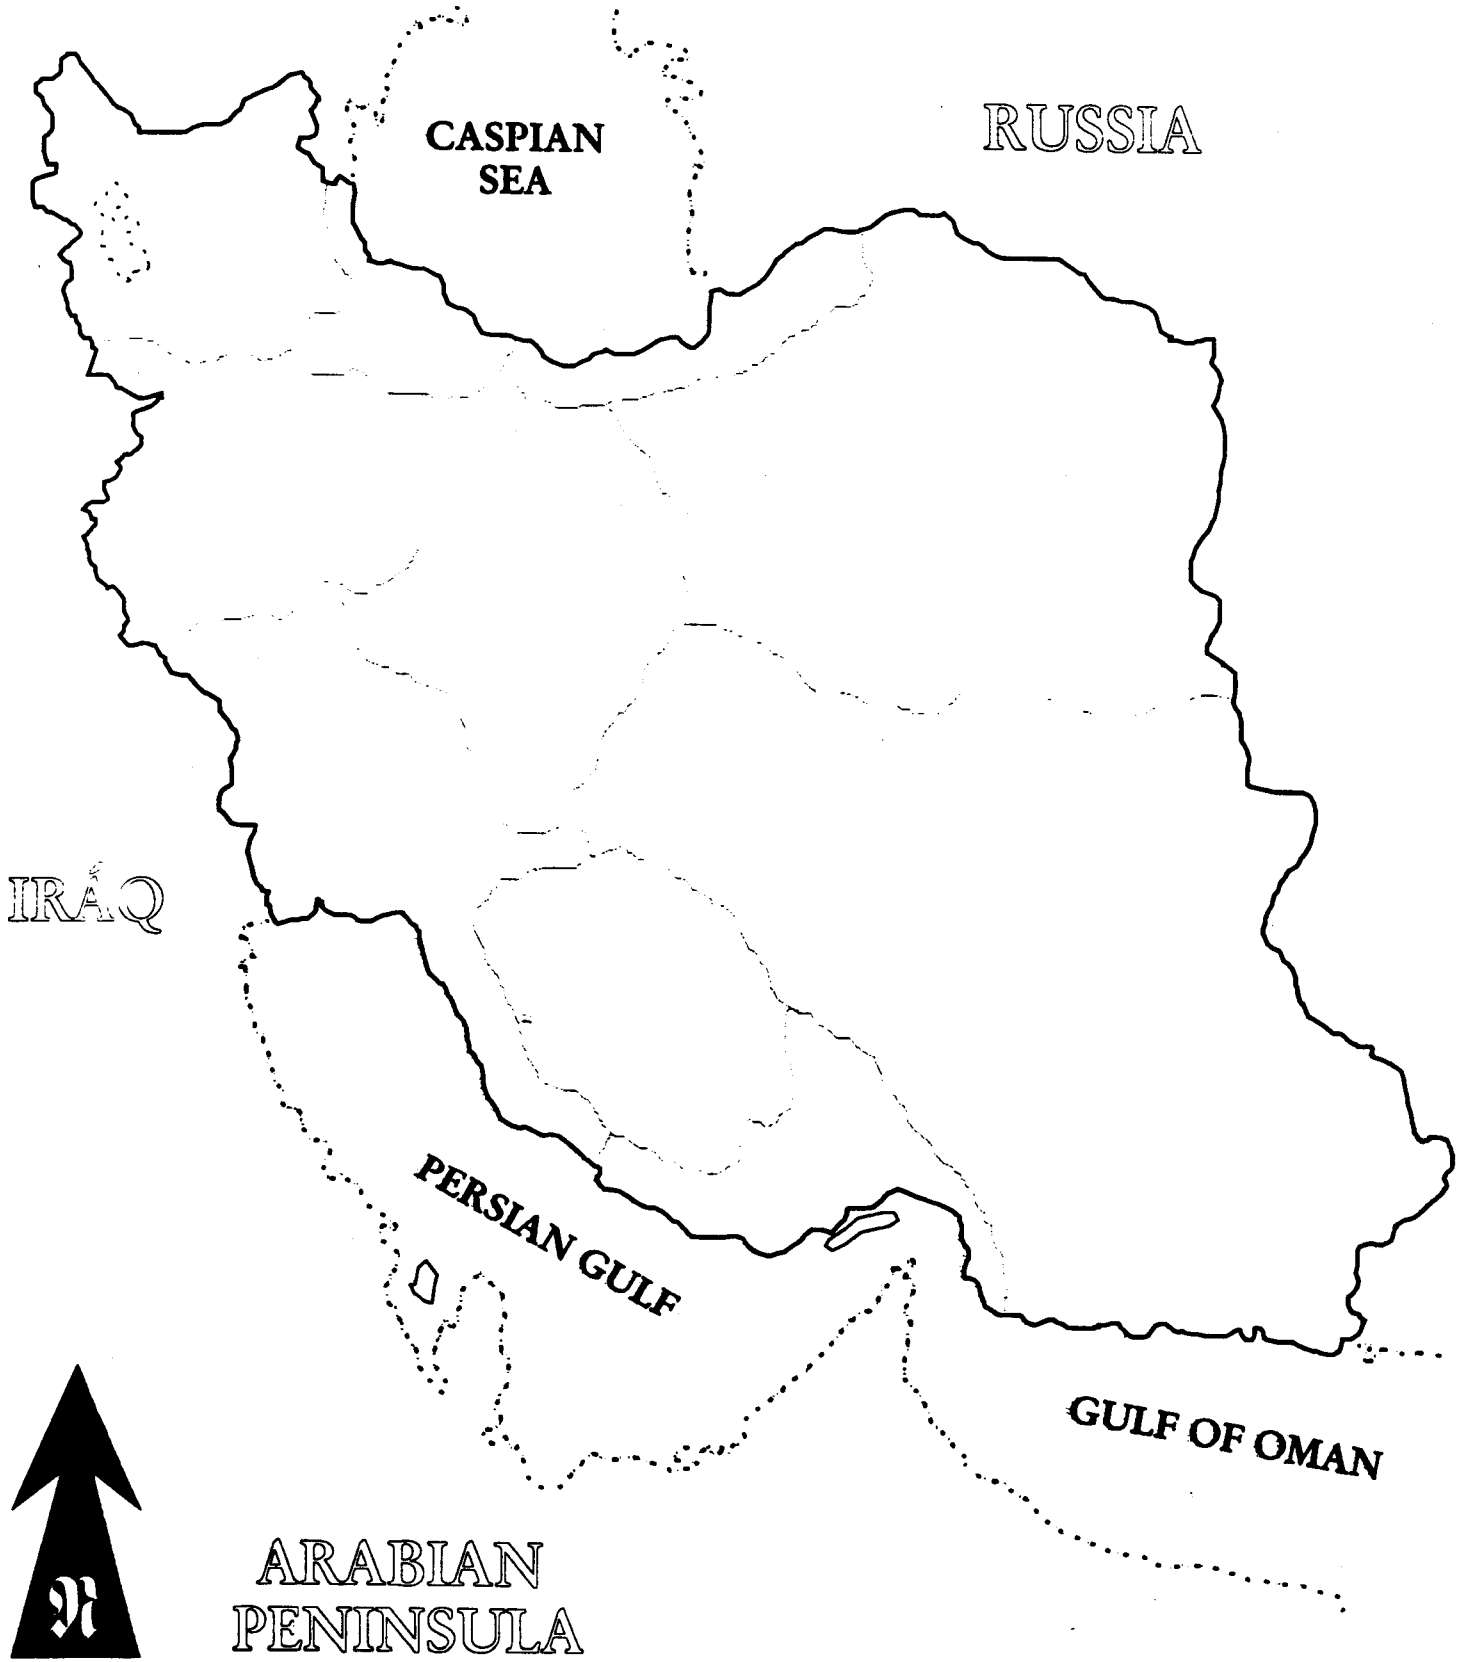 CASPIAN
SEA
RUSSIA
IRÁQ
PERSIAN GULF
GULF OF OMAN
ARABIAN
PENINSULA
N